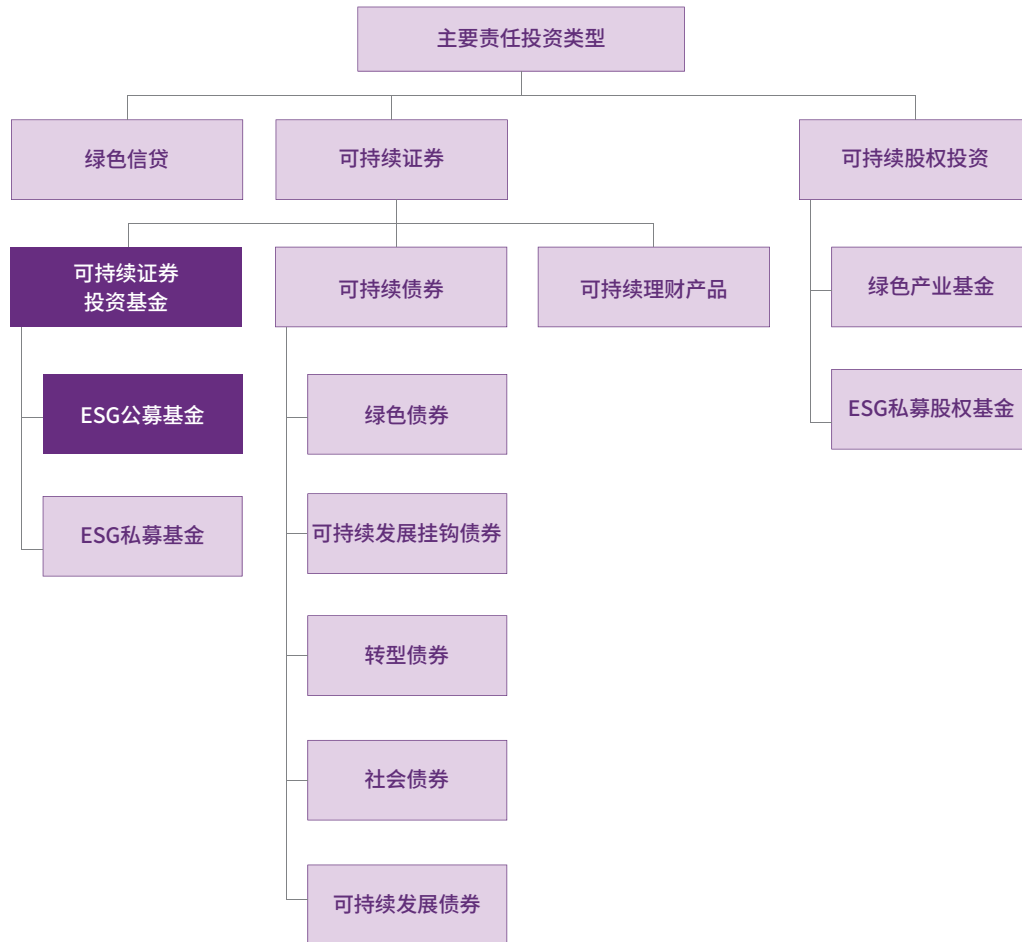 主要责任投资类型
绿色信贷
可持续证券
可持续股权投资
可持续证券
投资基金
可持续债券
可持续理财产品
绿色产业基金
ESG公募基金
绿色债券
ESG私募股权基金
ESG私募基金
可持续发展挂钩债券
转型债券
社会债券
可持续发展债券